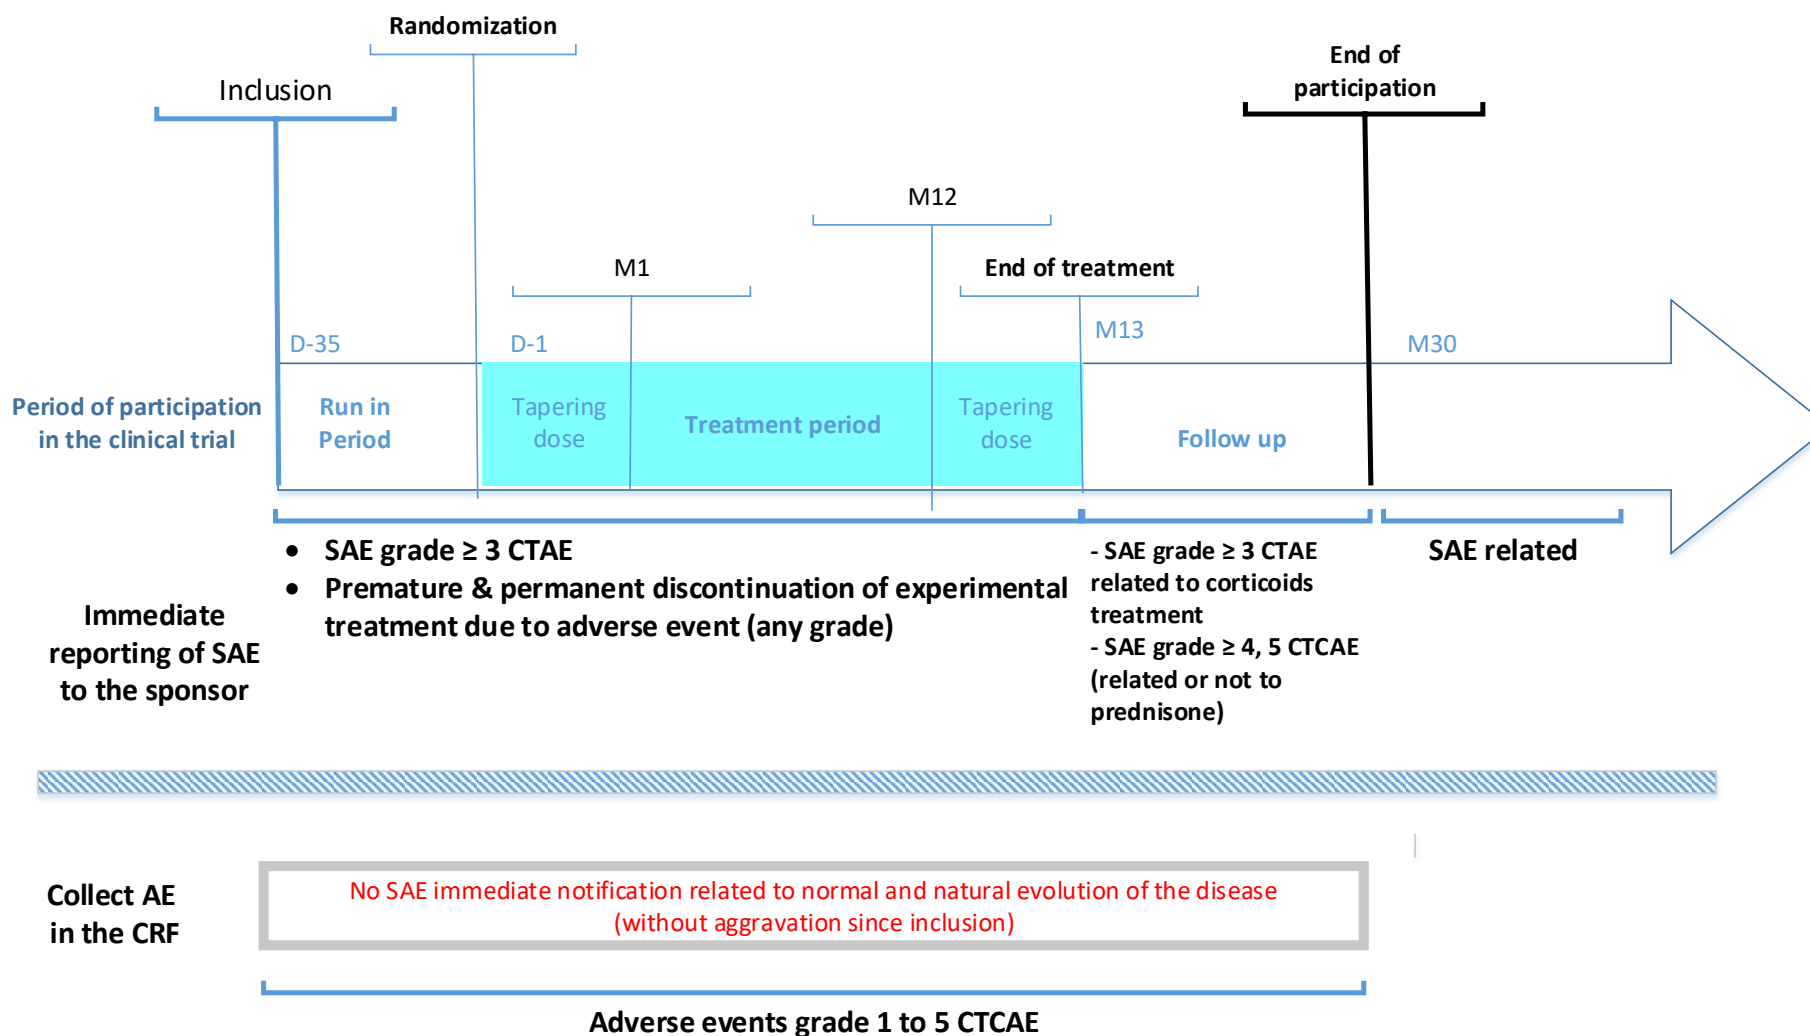 Randomization
Inclusion
End of
participation
M12
M1
End of treatment
D-35
D-1
M13
M30
Period of participation
in the clinical trial
Run in
Period
Tapering
dose
Treatment period
Tapering
dose
Follow up
Immediate
reporting of SAE
to the sponsor
• SAE grade ≥ 3 CTAE
• Premature & permanent discontinuation of experimental
treatment due to adverse event (any grade)
- SAE grade ≥ 3 CTAE
related to corticoids
treatment
- SAE grade ≥ 4, 5 CTCAE
(related or not to
prednisone)
SAE related
Collect AE
in the CRF
No SAE immediate notification related to normal and natural evolution of the disease
(without aggravation since inclusion)
Adverse events grade 1 to 5 CTCAE